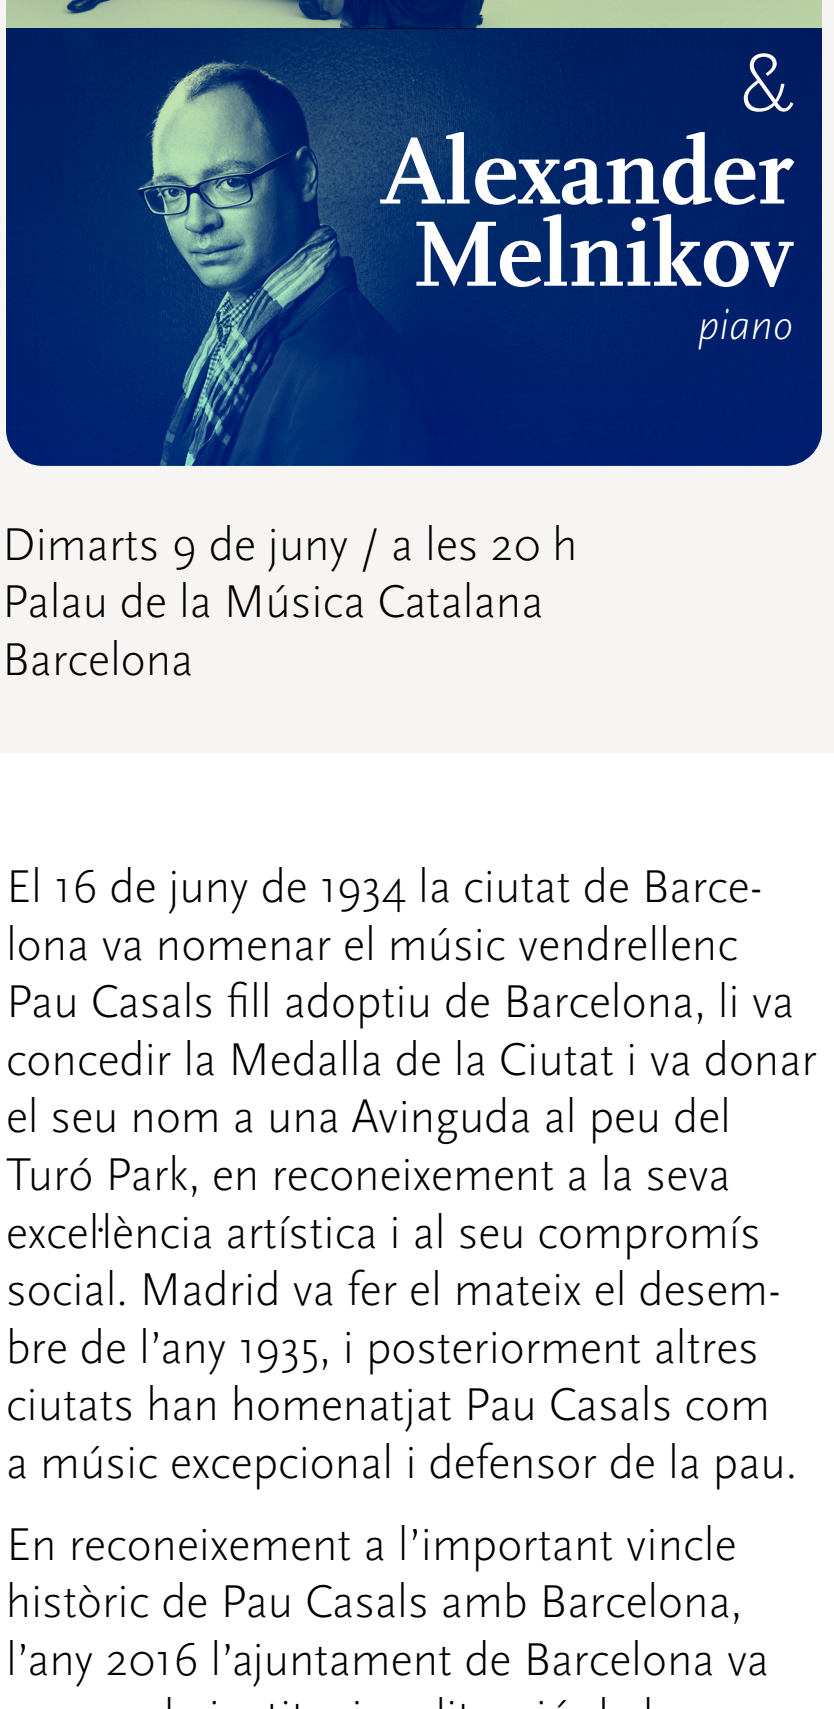 &
Alexander
Melnikov
piano
Dimarts 9 de juny / a les 20 h
Palau de la Música Catalana
Barcelona
El 16 de juny de 1934 la ciutat de Barce-
lona va nomenar el músic vendrellenc
Pau Casals fill adoptiu de Barcelona, li va
concedir la Medalla de la Ciutat i va donar
el seu nom a una Avinguda al peu del
Turó Park, en reconeixement a la seva
excel·lència artística i al seu compromís
social. Madrid va fer el mateix el desem-
bre de l’any 1935, i posteriorment altres
ciutats han homenatjat Pau Casals com
a músic excepcional i defensor de la pau.
En reconeixement a l’important vincle
històric de Pau Casals amb Barcelona,
l’any 2016 l’ajuntament de Barcelona va